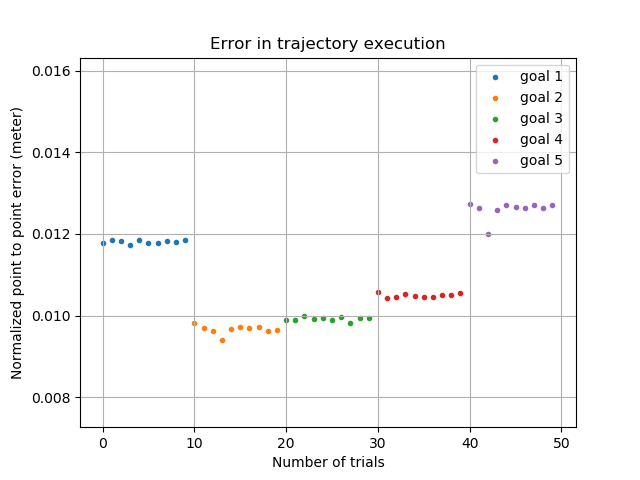 Error in trajectory execution
Normalized point to point error (meter)
0.016
0.014
0.012
0.010
0.008
goal 1
goal 2
goal 3
goal 4
goal 5
0
10
20
30
40
50
Number of trials